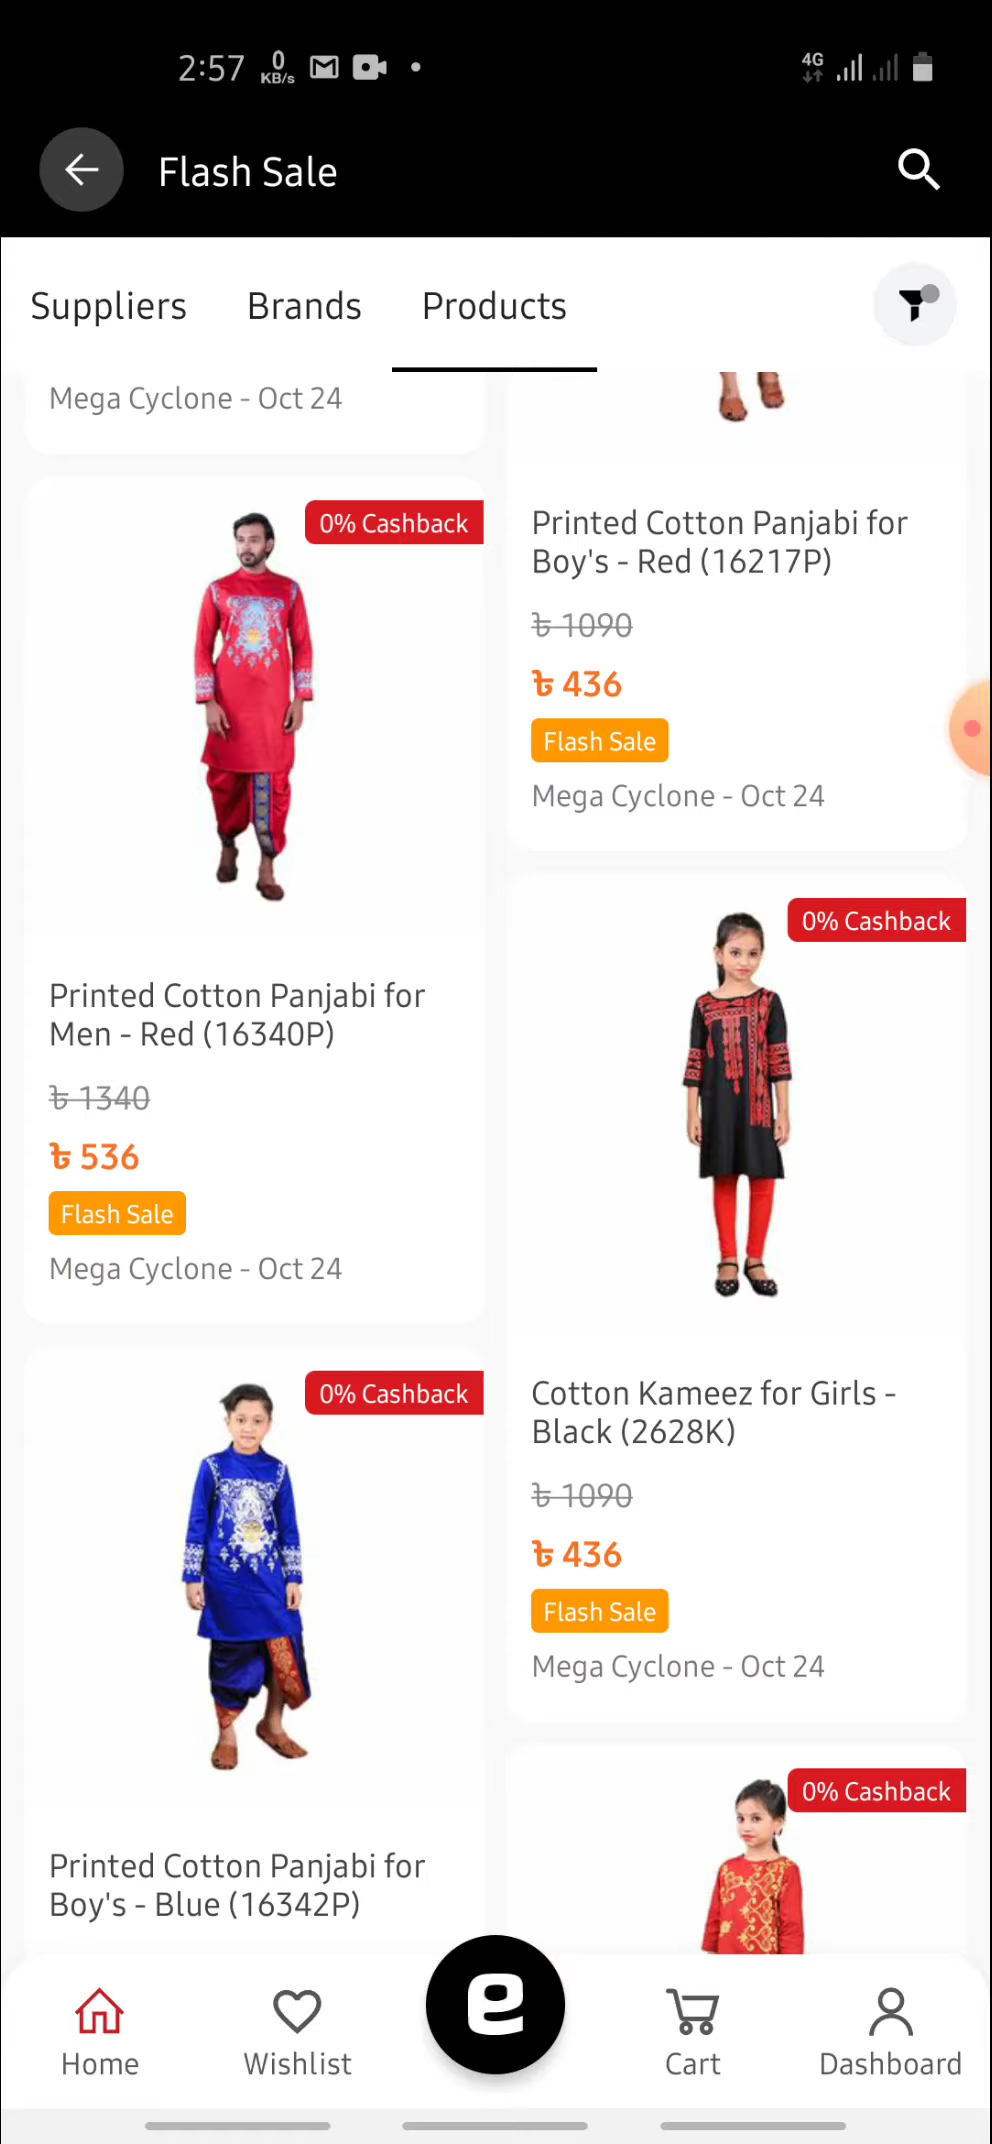 2:57
0
KB/s
4G
Flash Sale
Suppliers
Brands
Products
Mega Cyclone - Oct 24
0% Cashback
Printed Cotton Panjabi for
Men - Red (16340P)
৳ 1340
৳ 536
Flash Sale
Mega Cyclone - Oct 24
0% Cashback
Printed Cotton Panjabi for
Boy's - Blue (16342P)
Printed Cotton Panjabi for
Boy's - Red (16217P)
৳ 1090
৳ 436
Flash Sale
Mega Cyclone - Oct 24
0% Cashback
Cotton Kameez for Girls -
Black (2628K)
৳ 1090
৳ 436
Flash Sale
Mega Cyclone - Oct 24
0% Cashback
Home
Wishlist
e
Cart
Dashboard